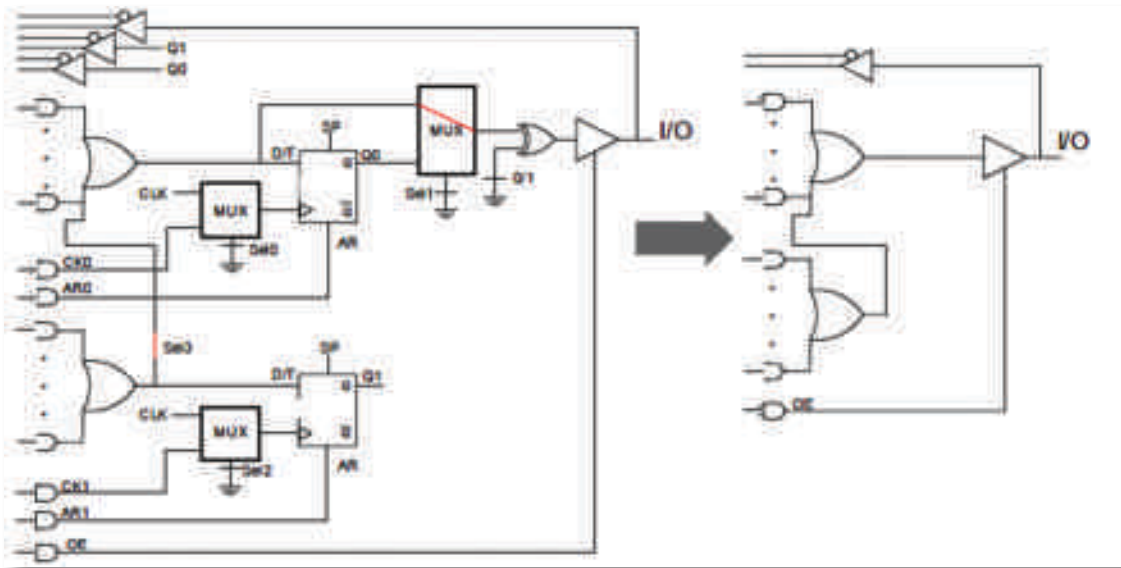 Q1
Q0
MUX
I/O
SP
D/T
Q
Q0
CLK
MUX
Sel1
0/1
AR
Sel0
CK0
AR0
Sel3
SP
D/T
Q
Q1
CLK
MUX
Q
AR
Sel2
CK1
AR1
OE
I/O
OE